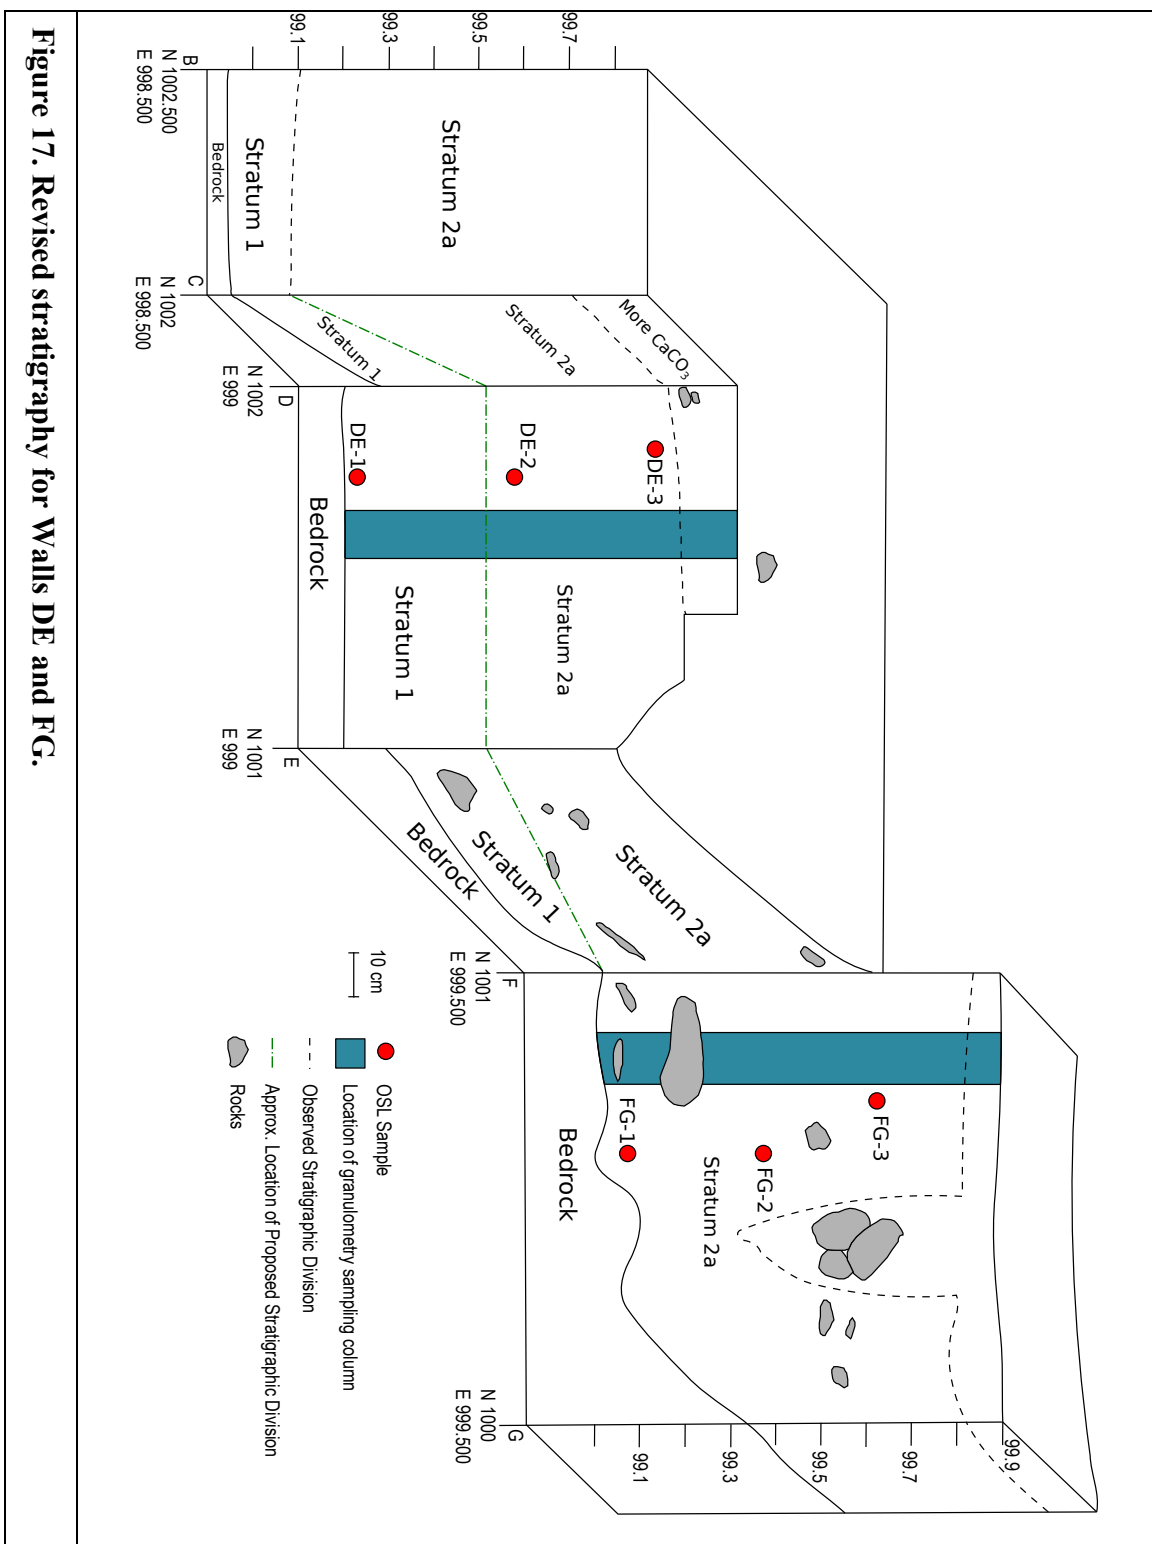 99.1
99.3
99.5
99.7
B
N 1002.500
E 998.500
Stratum 2a
Stratum 1
Bedrock
C
N 1002
E 998.500
More CaCO₃
Stratum 2a
Stratum 1
D
N 1002
E 999
DE-3
DE-2
DE-1
Stratum 2a
Stratum 1
Bedrock
E
N 1001
E 999
Stratum 2a
Stratum 1
Bedrock
F
N 1001
E 999.500
FG-3
FG-2
FG-1
Stratum 2a
Bedrock
G
N 1000
E 999.500
99.9
99.7
99.5
99.3
99.1
10 cm
OSL Sample
Location of granulometry sampling column
Observed Stratigraphic Division
Approx. Location of Proposed Stratigraphic Division
Rocks
Figure 17. Revised stratigraphy for Walls DE and FG.